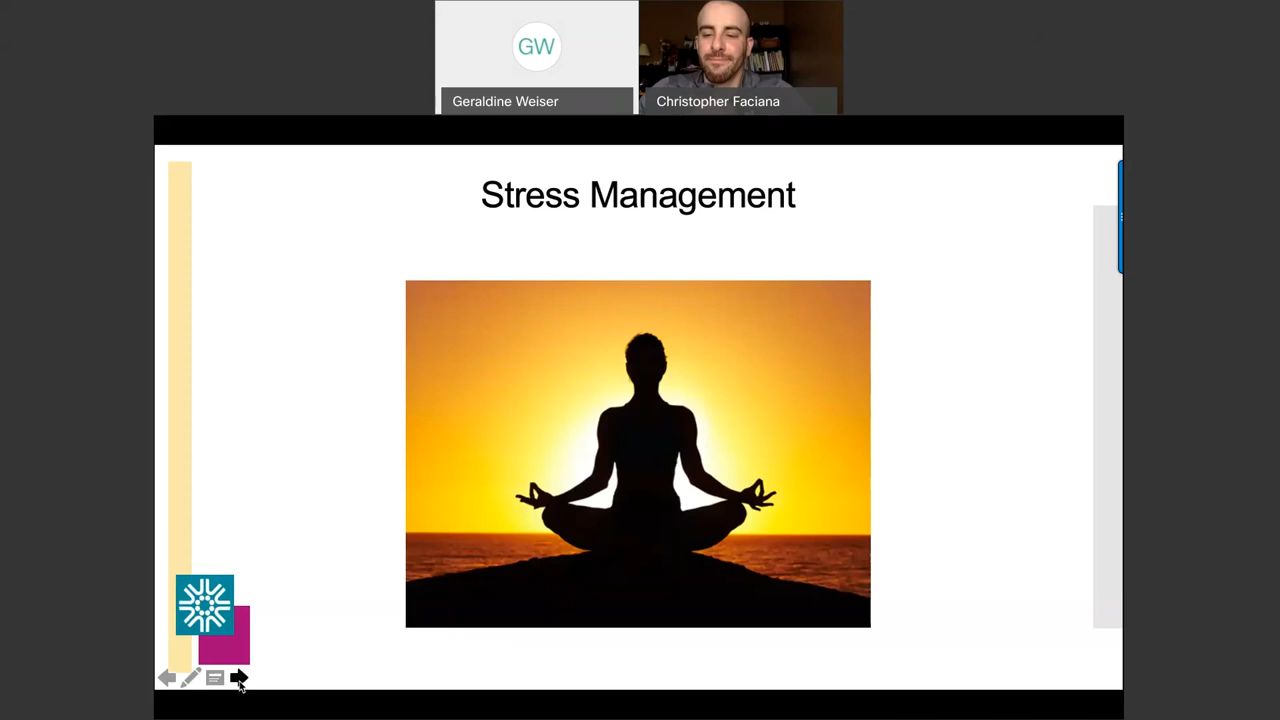 GW
Geraldine Weiser
Christopher Faciana
Stress Management